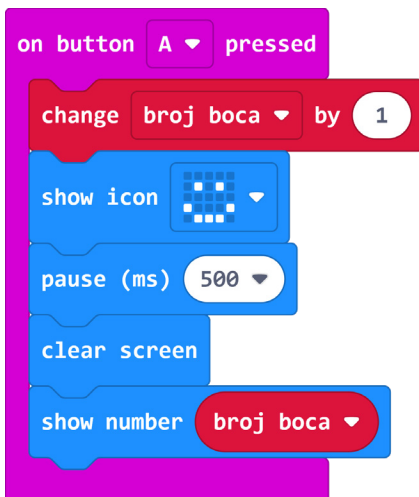 on button A pressed
change broj boca by 1
show icon
pause (ms) 500
clear screen
show number broj boca